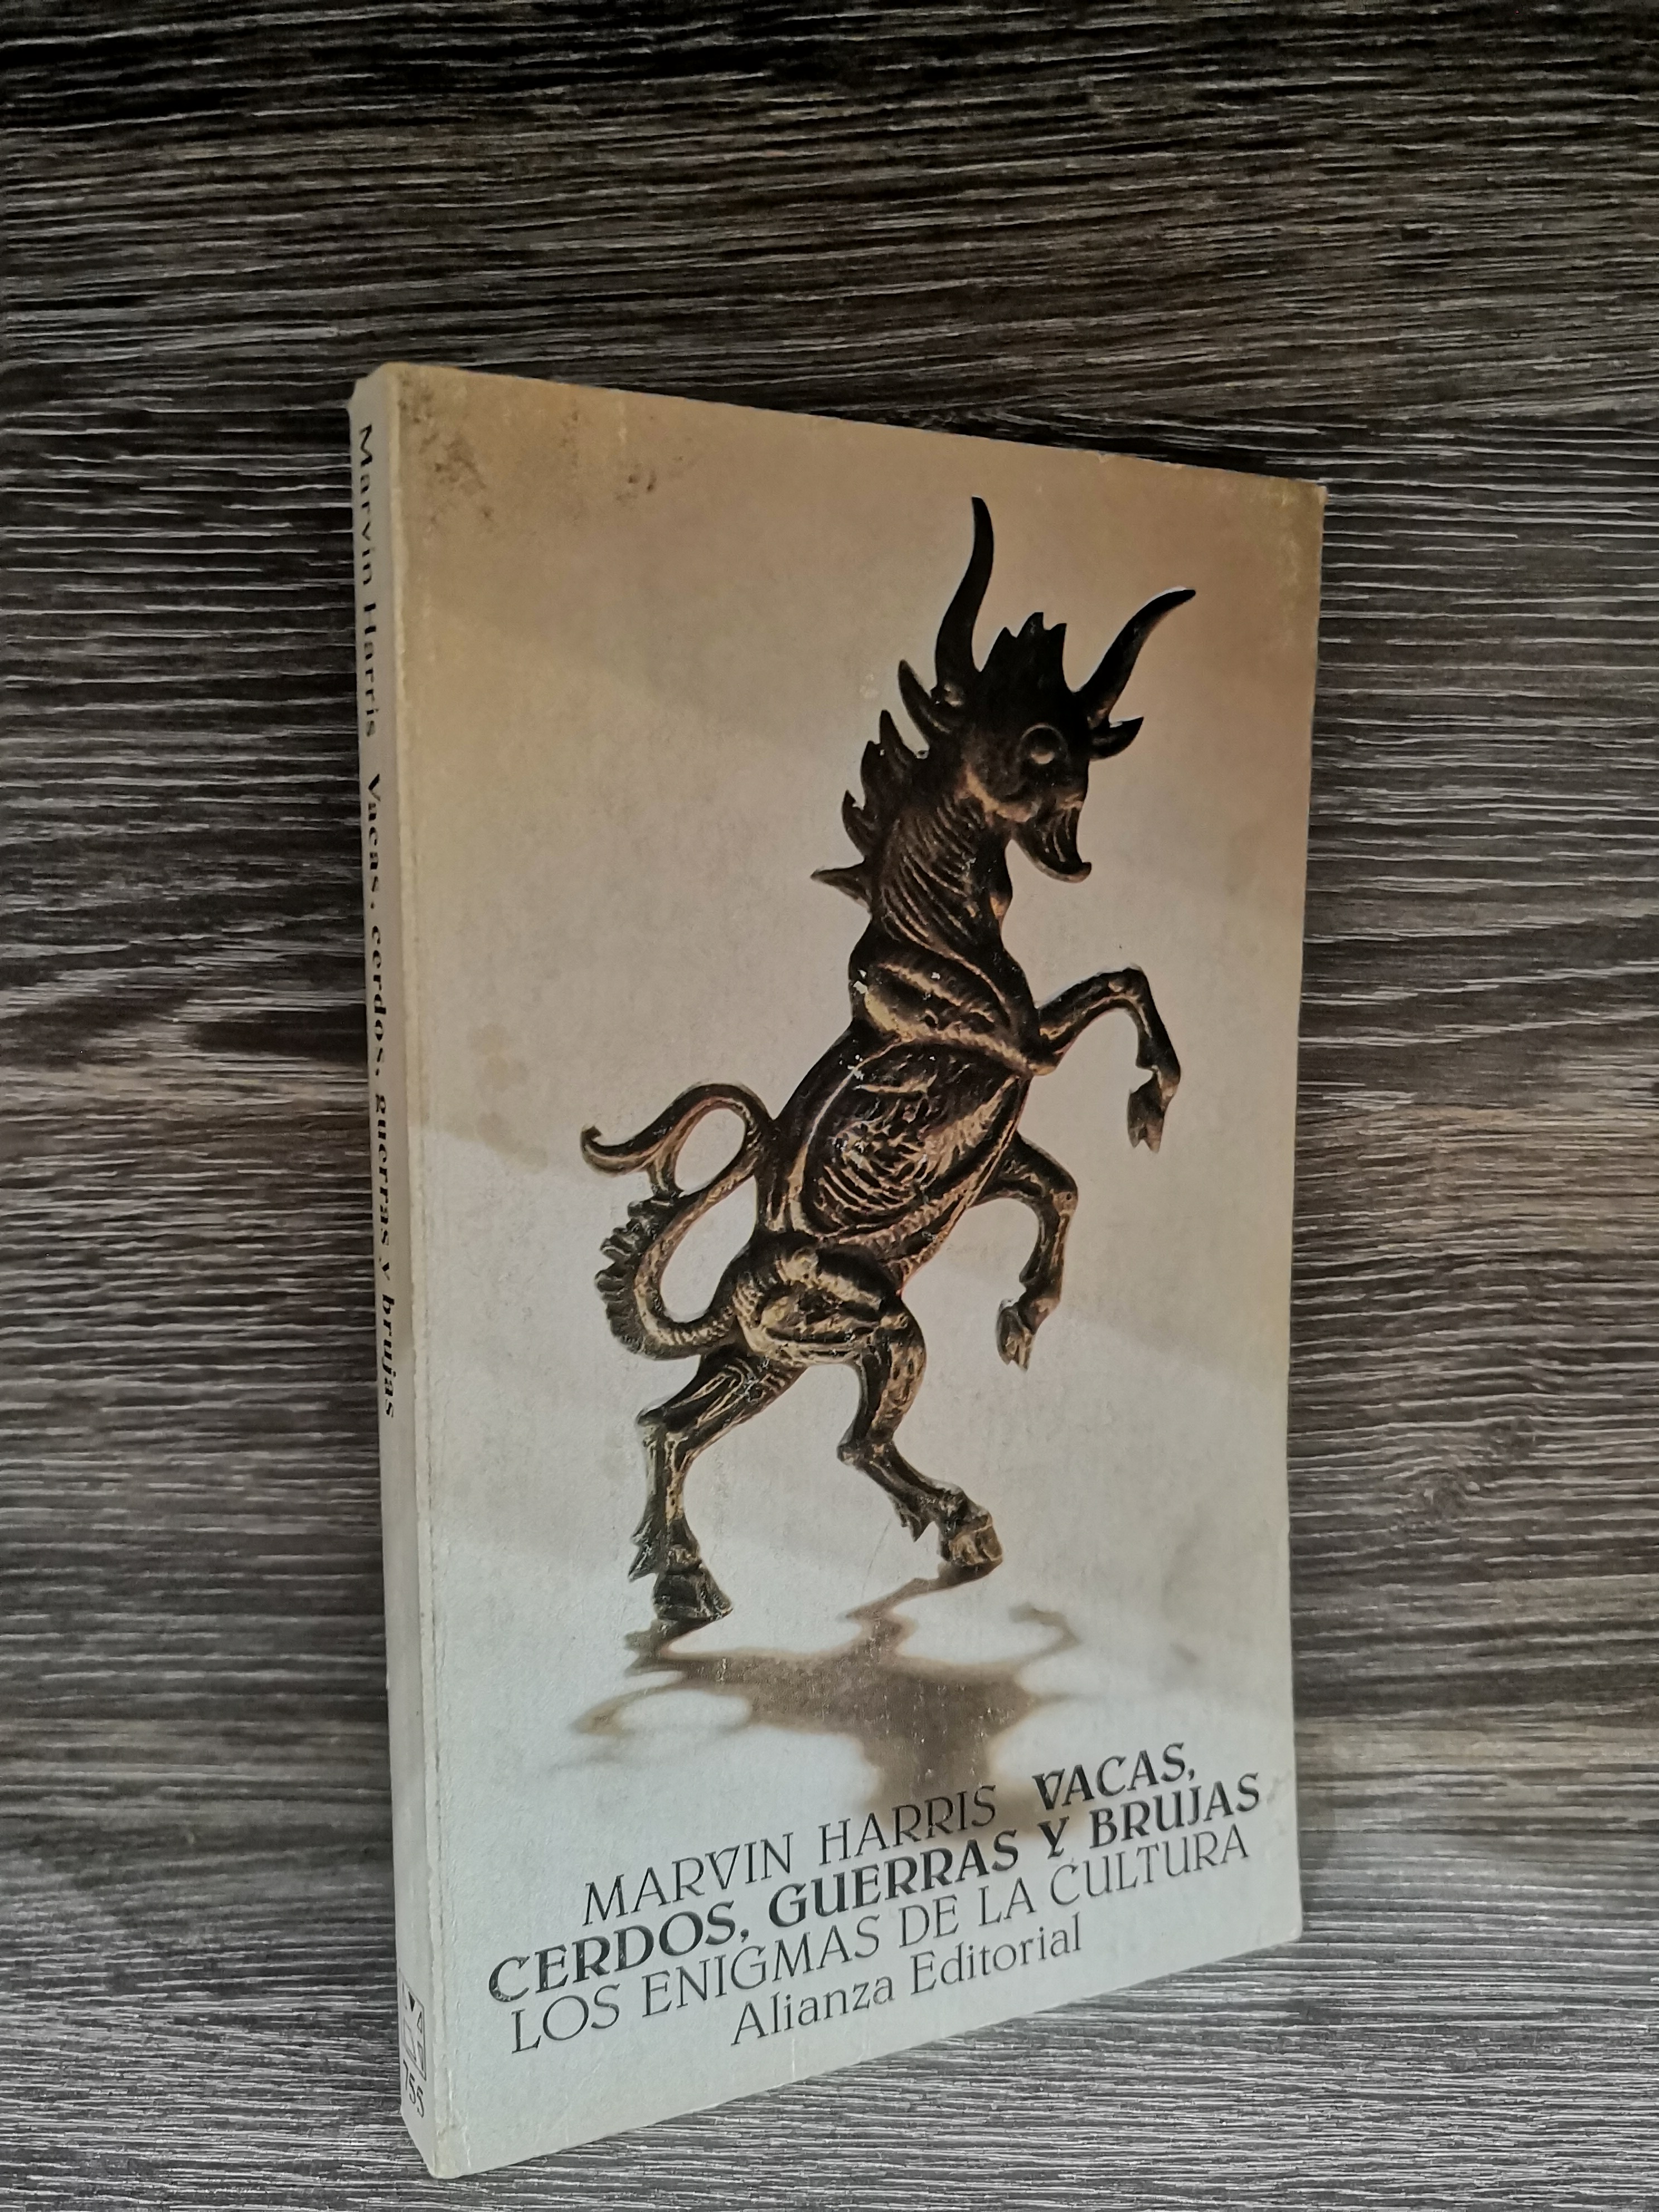 Marvin Harris Vacas, cerdos, guerras y brujas
MARVIN HARRIS VACAS,
CERDOS, GUERRAS Y BRUJAS
LOS ENIGMAS DE LA CULTURA
Alianza Editorial